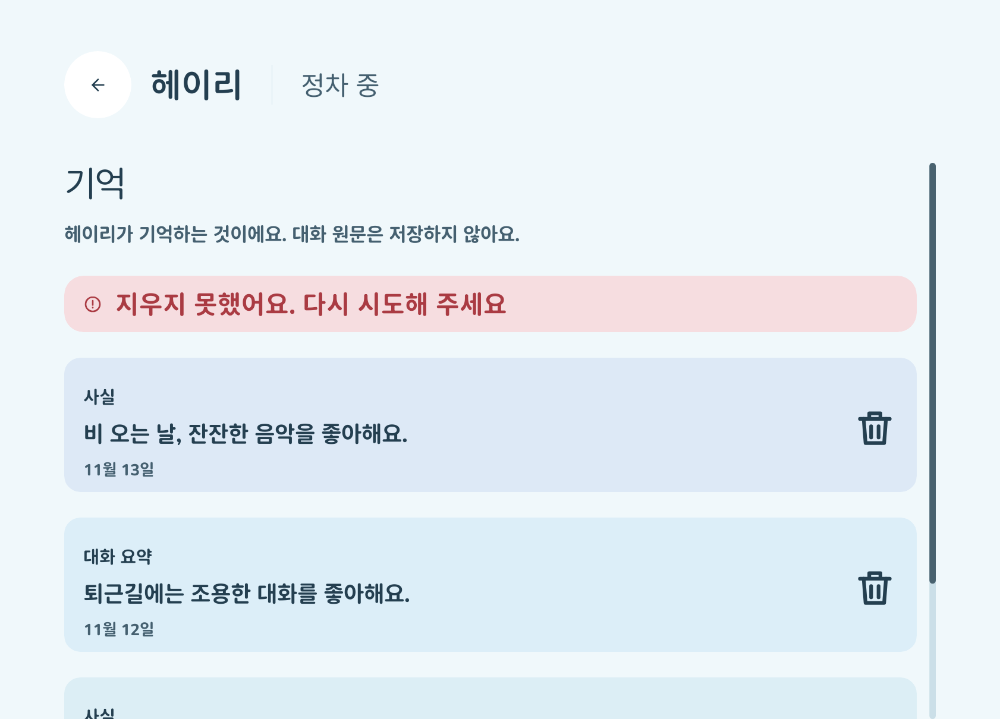 헤이리
정차 중
기억
헤이리가 기억하는 것이에요. 대화 원문은 저장하지 않아요.
지우지 못했어요. 다시 시도해 주세요
사실
비 오는 날, 잔잔한 음악을 좋아해요.
11월 13일
대화 요약
퇴근길에는 조용한 대화를 좋아해요.
11월 12일
사실